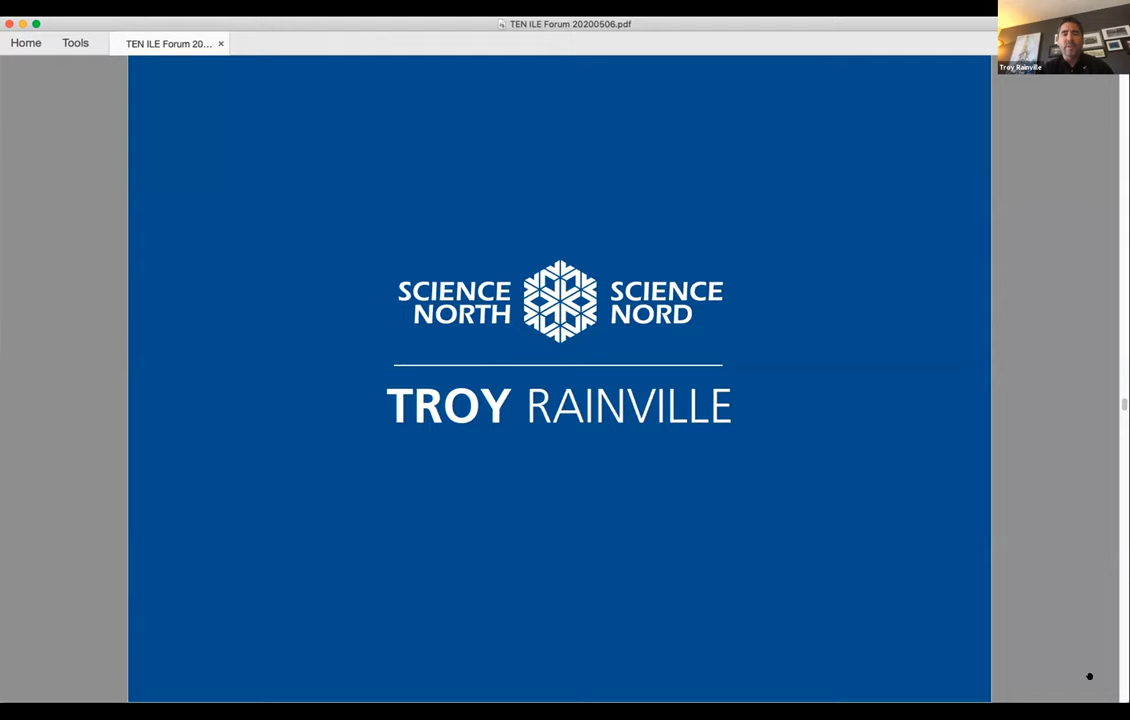 TEN ILE Forum 20200506.pdf
Home
Tools
TEN ILE Forum 20... ×
Troy Rainville
SCIENCE NORTH
SCIENCE NORD
TROY RAINVILLE